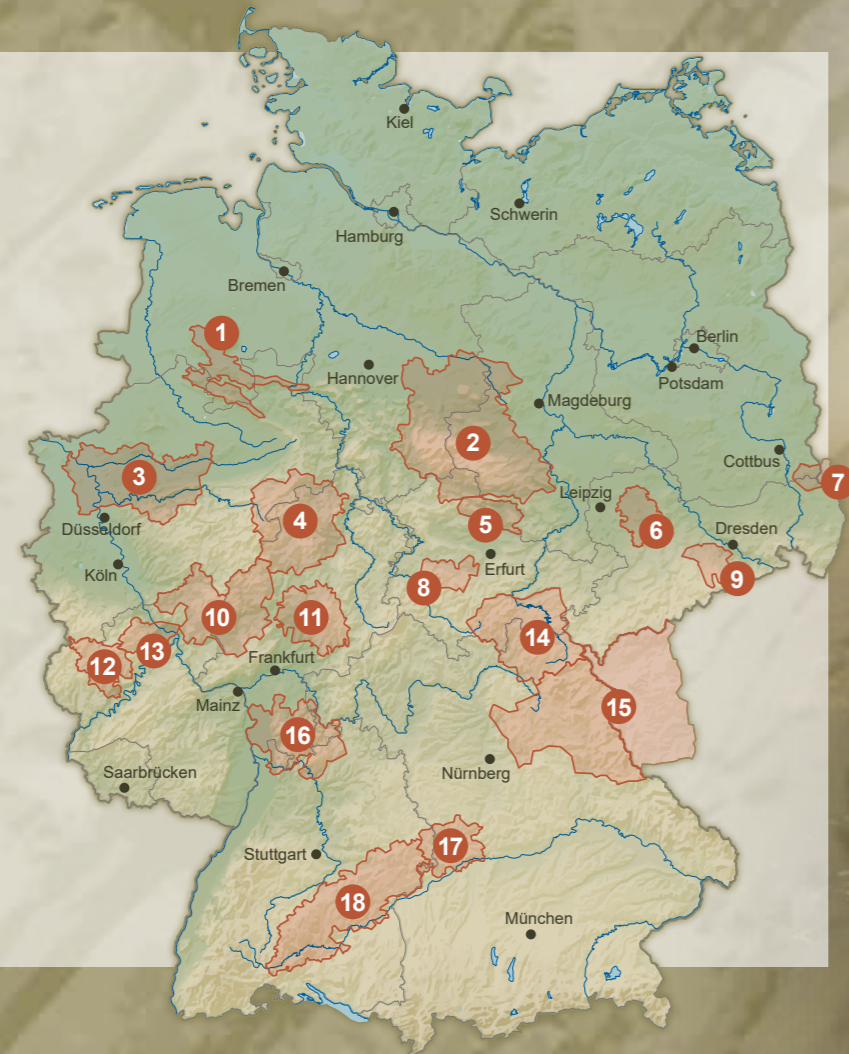 Kiel
Schwerin
Hamburg
Bremen
1
Berlin
Hannover
Potsdam
Magdeburg
2
Cottbus
3
Leipzig
7
4
5
6
Düsseldorf
Dresden
Erfurt
Köln
8
9
10
11
14
13
12
Frankfurt
Mainz
15
16
Nürnberg
Saarbrücken
17
Stuttgart
18
München